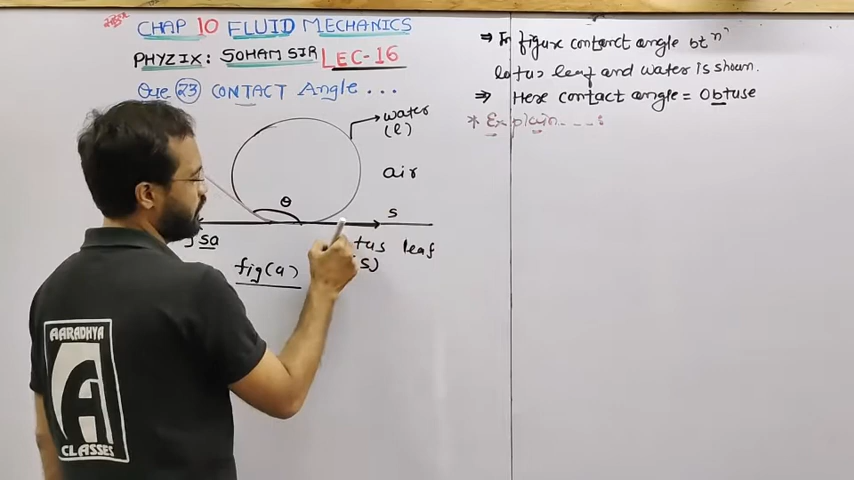 CHAP 10 FLUID MECHANICS
PHYZIX: SOHAM SIR LEC-16
Que 23 CONTACT Angle ...
water
(l)
air
θ
s
sa
tus leaf
(S)
fig(a)
⇒ In figure contanct angle btⁿ
lotus leaf and water is shown.
⇒ Here contact angle = Obtuse
* Explain....:
AARADHYA
A
CLASSES